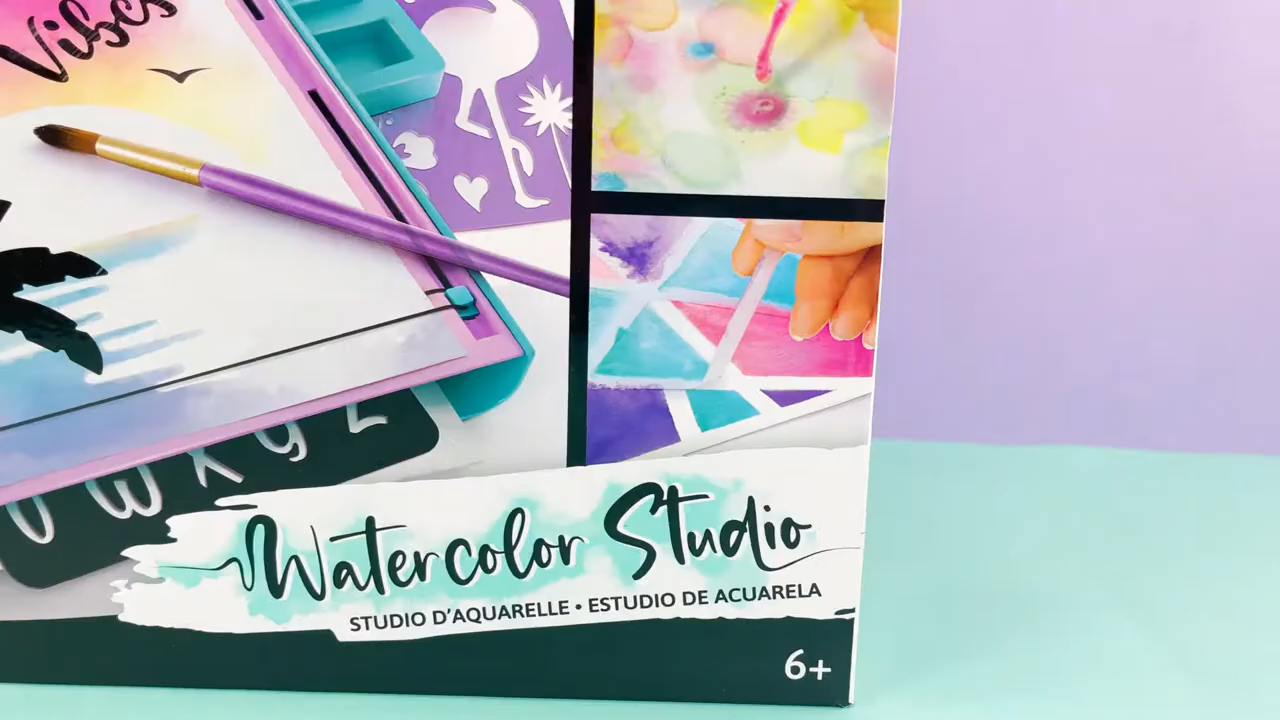 Vibes
W X Y Z
Watercolor Studio
STUDIO D'AQUARELLE • ESTUDIO DE ACUARELA
6+